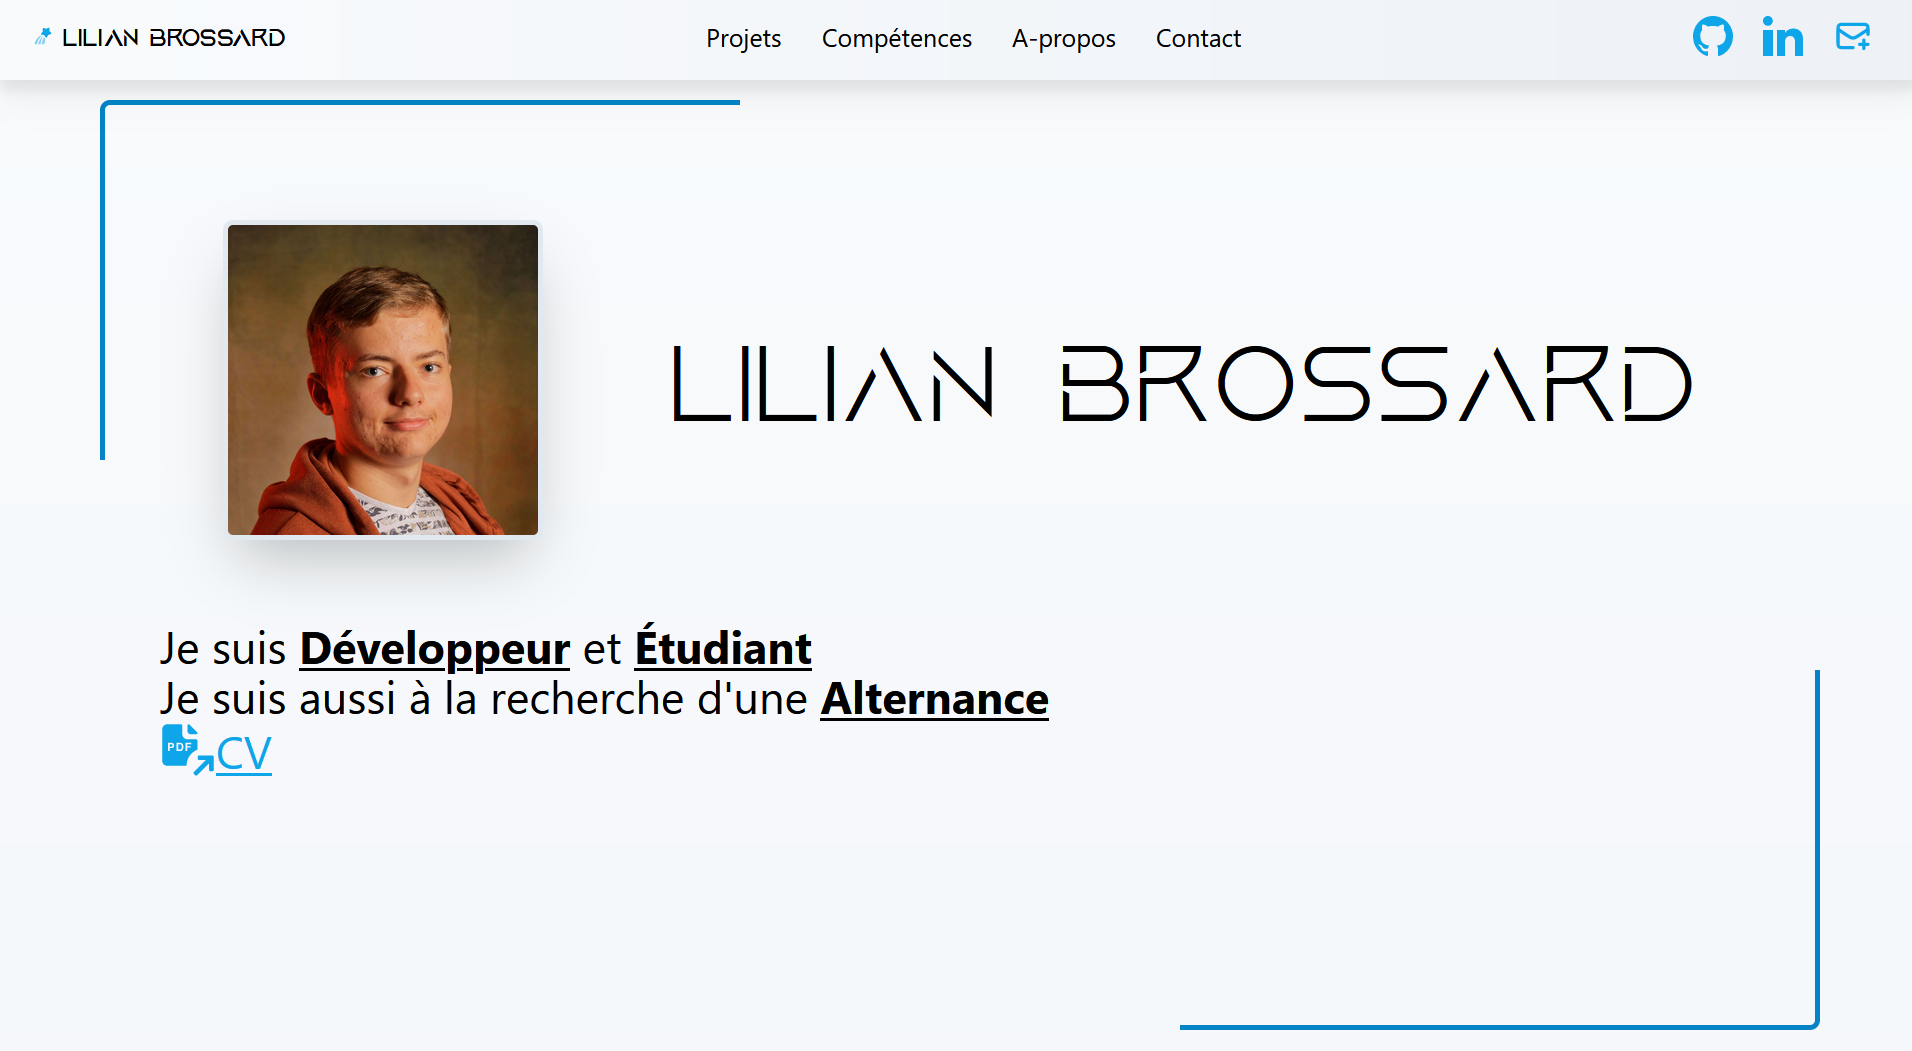 LILIAN BROSSARD
Projets Compétences A-propos Contact
LILIAN BROSSARD
Je suis Développeur et Étudiant
Je suis aussi à la recherche d'une Alternance
PDF CV